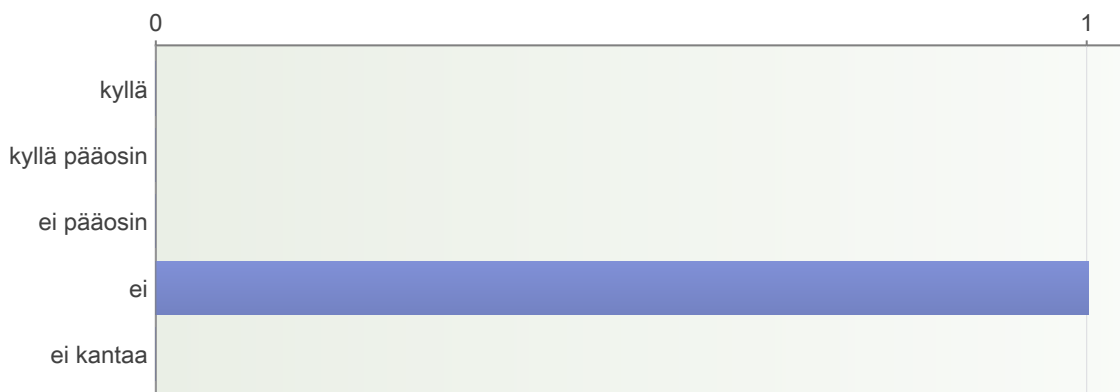 0 1
kyllä
kyllä pääosin
ei pääosin
ei
ei kantaa